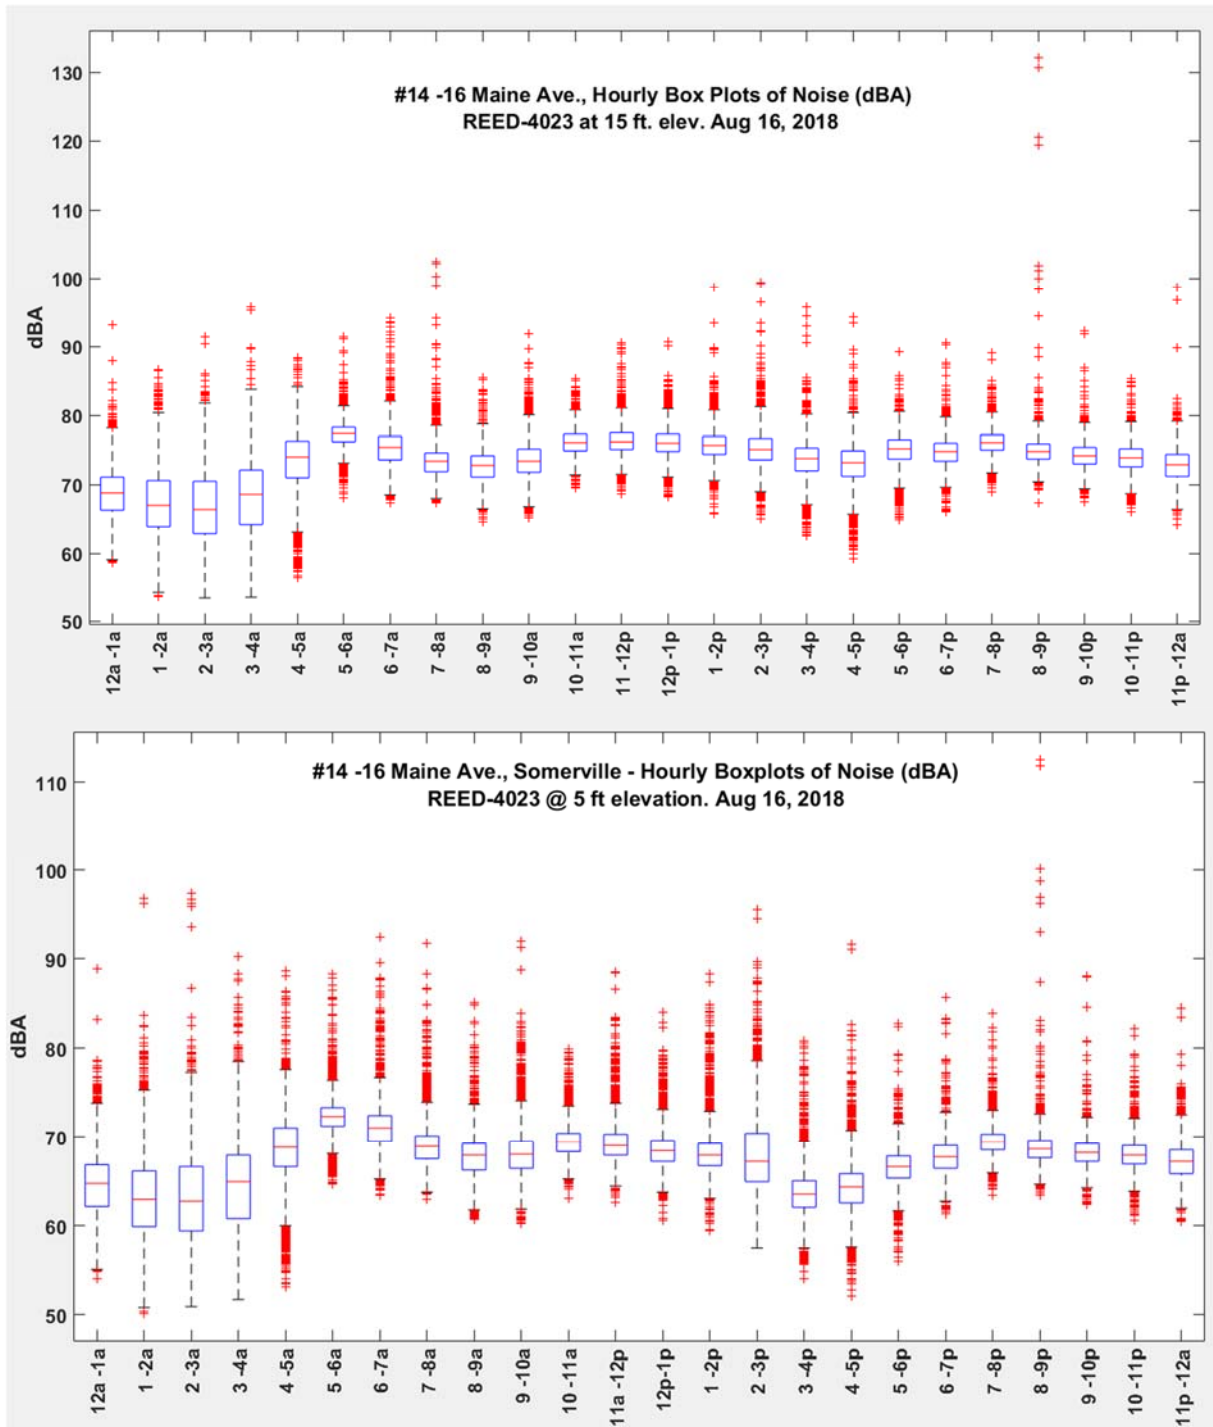 #14 -16 Maine Ave., Hourly Box Plots of Noise (dBA)
REED-4023 at 15 ft. elev. Aug 16, 2018
dBA
130
120
110
100
90
80
70
60
50
12a -1a
1 -2a
2 -3a
3 -4a
4 -5a
5 -6a
6 -7a
7 -8a
8 -9a
9 -10a
10 -11a
11 -12p
12p -1p
1 -2p
2 -3p
3 -4p
4 -5p
5 -6p
6 -7p
7 -8p
8 -9p
9 -10p
10 -11p
11p -12a
#14 -16 Maine Ave., Somerville - Hourly Boxplots of Noise (dBA)
REED-4023 @ 5 ft elevation. Aug 16, 2018
dBA
110
100
90
80
70
60
50
12a -1a
1 -2a
2 -3a
3 -4a
4 -5a
5 -6a
6 -7a
7 -8a
8 -9a
9 -10a
10 -11a
11a -12p
12p-1p
1 -2p
2 -3p
3 -4p
4 -5p
5 -6p
6 -7p
7 -8p
8 -9p
9 -10p
10 -11p
11p -12a